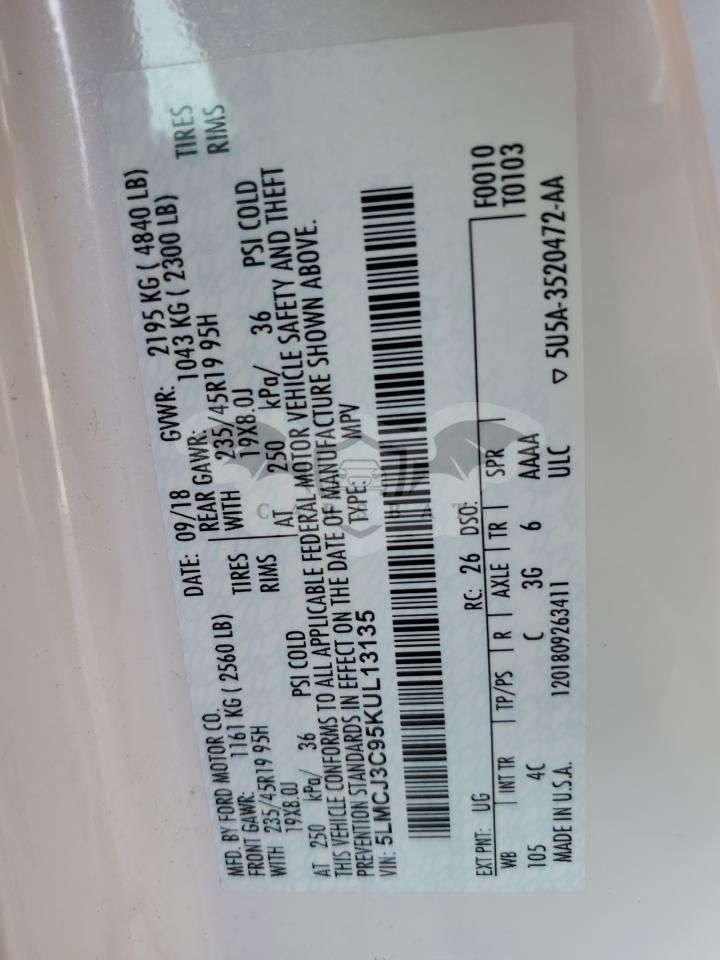 MFD. BY FORD MOTOR CO.
DATE: 09/18 GVWR: 2195 KG ( 4840 LB)
FRONT GAWR: REAR GAWR:
1161 KG ( 2560 LB) 1043 KG ( 2300 LB)
WITH 235/45R19 95H TIRES WITH 235/45R19 95H TIRES
19X8.0J RIMS 19X8.0J RIMS
AT 250 kPa/ 36 PSI COLD AT 250 kPa/ 36 PSI COLD
THIS VEHICLE CONFORMS TO ALL APPLICABLE FEDERAL MOTOR VEHICLE SAFETY AND THEFT
PREVENTION STANDARDS IN EFFECT ON THE DATE OF MANUFACTURE SHOWN ABOVE.
VIN: 5LMCJ3C95KUL13135 TYPE: MPV
F0010
T0103
EXT PNT: UG RC: 26 DSO:
WB INT TR TP/PS R AXLE TR SPR
105 4C C 3G 6 AAAA
MADE IN U.S.A. 1201809263411 ULC
▽ 5U5A-3520472-AA